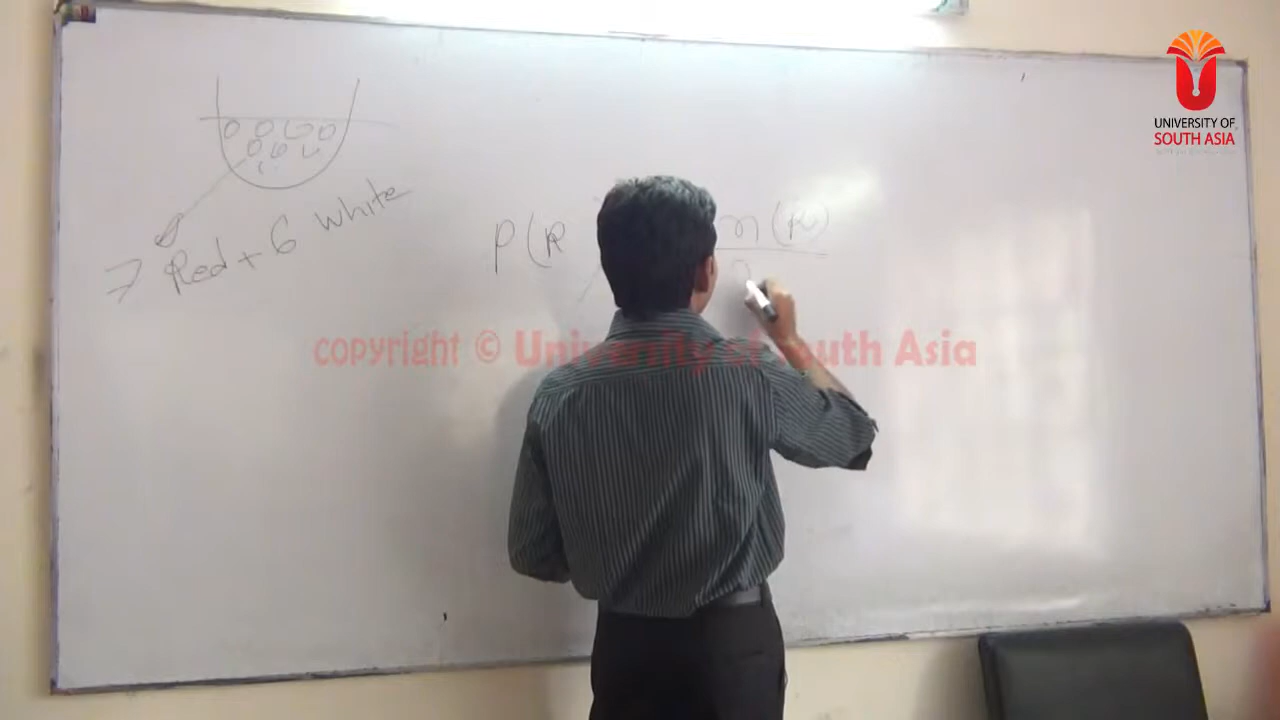 UNIVERSITY OF
SOUTH ASIA
7 Red + 6 White
P(R
n(R)
copyright © University of South Asia